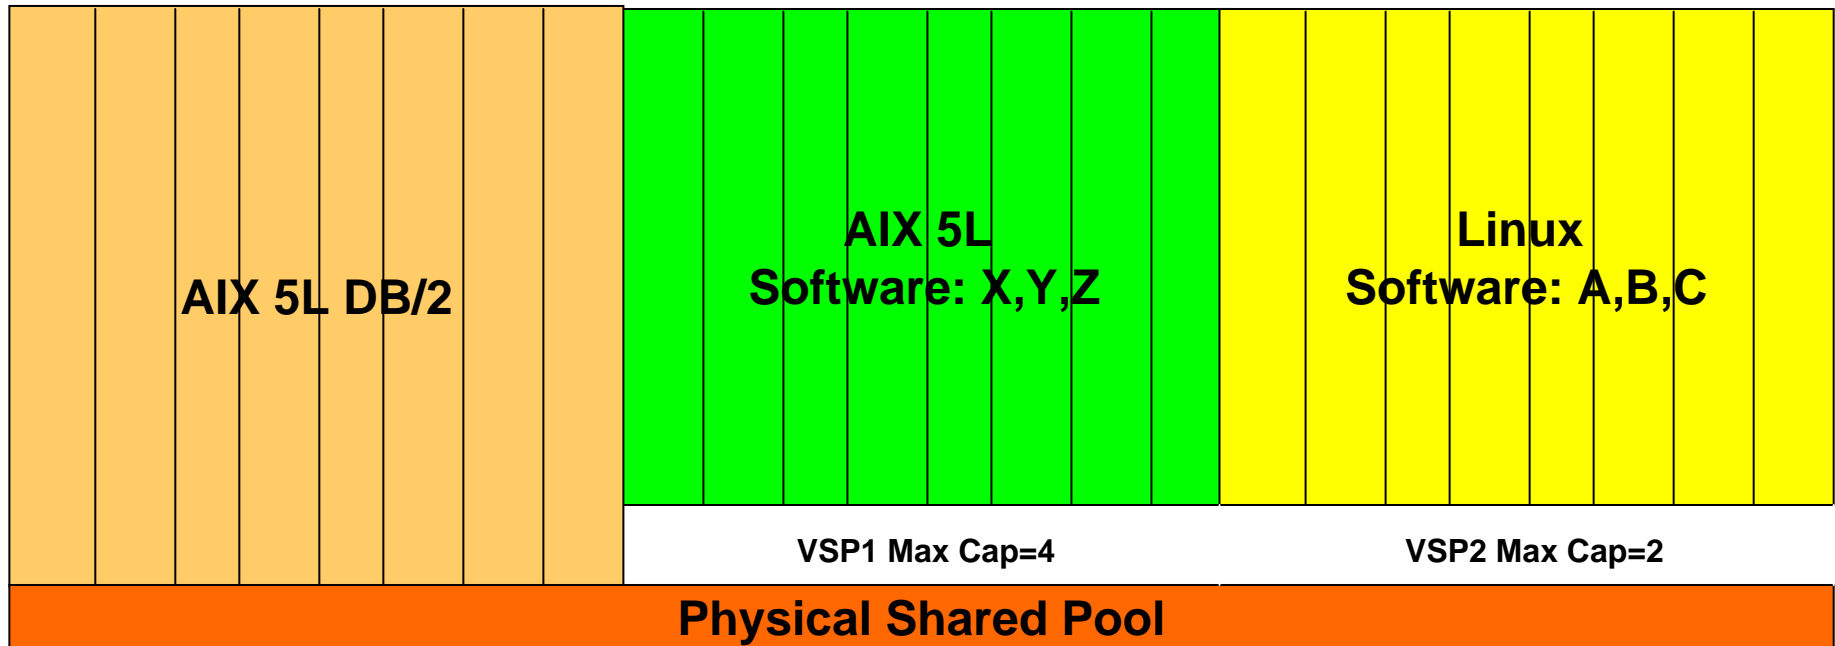 AIX 5L DB/2
AIX 5L
Software: X,Y,Z
Linux
Software: A,B,C
VSP1 Max Cap=4
VSP2 Max Cap=2
Physical Shared Pool